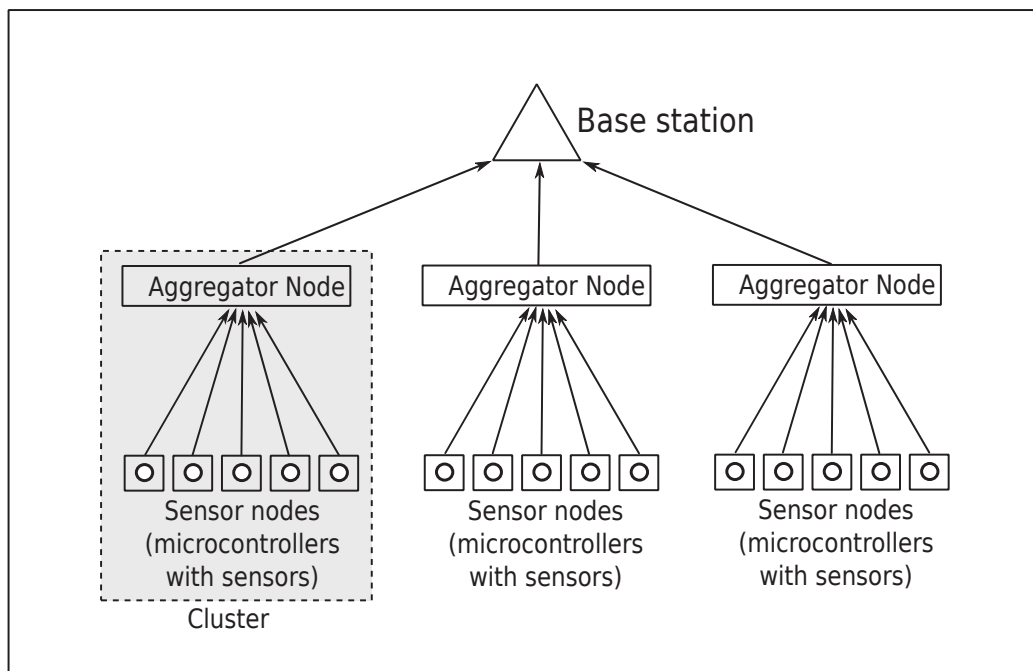 Base station
Aggregator Node
Aggregator Node
Aggregator Node
Sensor nodes
(microcontrollers
with sensors)
Sensor nodes
(microcontrollers
with sensors)
Sensor nodes
(microcontrollers
with sensors)
Cluster